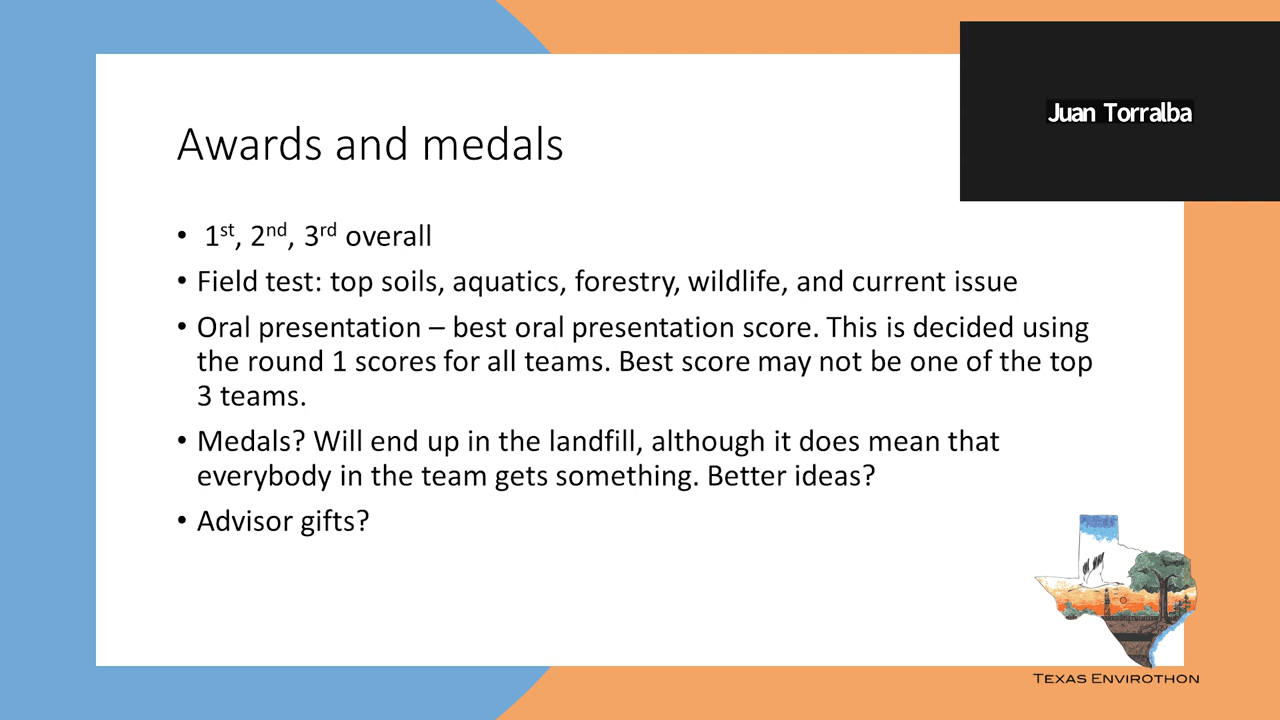 Juan Torralba
Awards and medals
• 1st, 2nd, 3rd overall
• Field test: top soils, aquatics, forestry, wildlife, and current issue
• Oral presentation – best oral presentation score. This is decided using
the round 1 scores for all teams. Best score may not be one of the top
3 teams.
• Medals? Will end up in the landfill, although it does mean that
everybody in the team gets something. Better ideas?
• Advisor gifts?
TEXAS ENVIROTHON